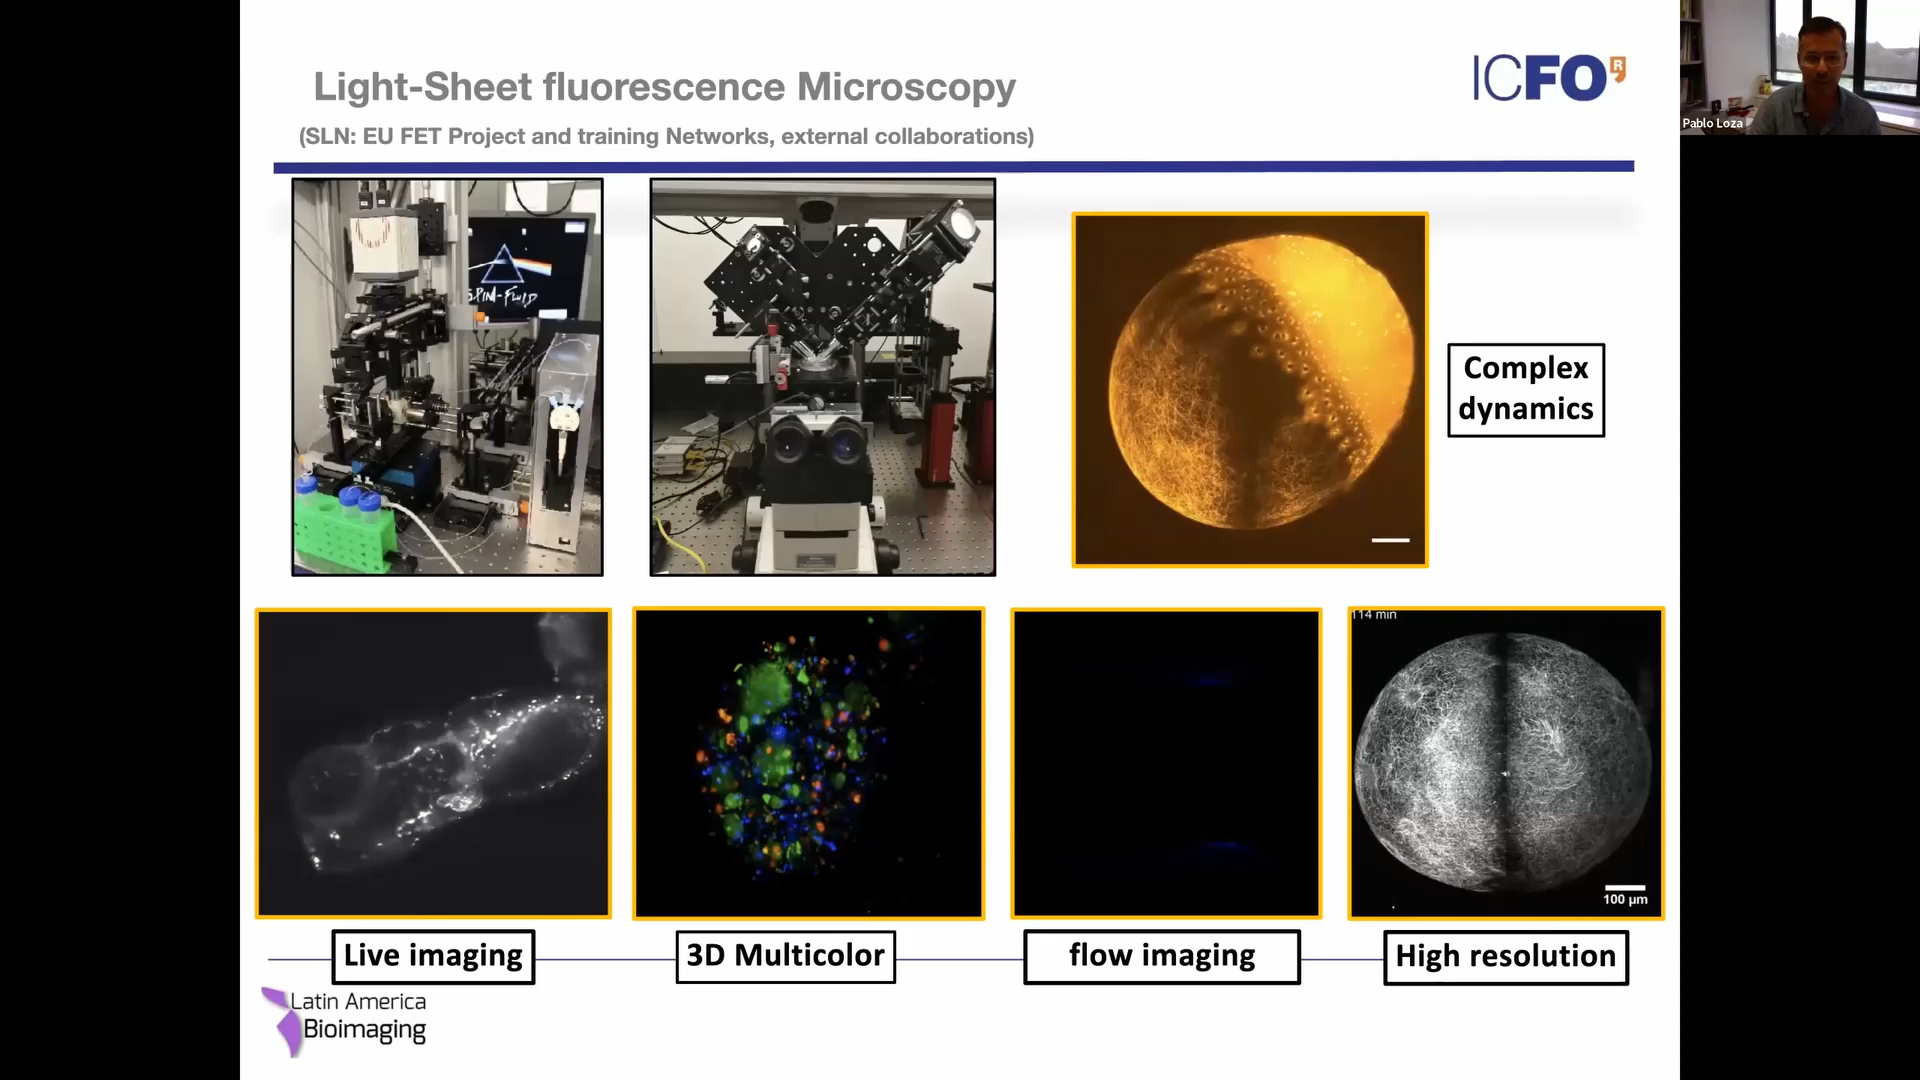 Light-Sheet fluorescence Microscopy
ICFO R
(SLN: EU FET Project and training Networks, external collaborations)
Pablo Loza
SPIM-FLUID
Complex
dynamics
114 min
100 µm
Live imaging
3D Multicolor
flow imaging
High resolution
Latin America
Bioimaging